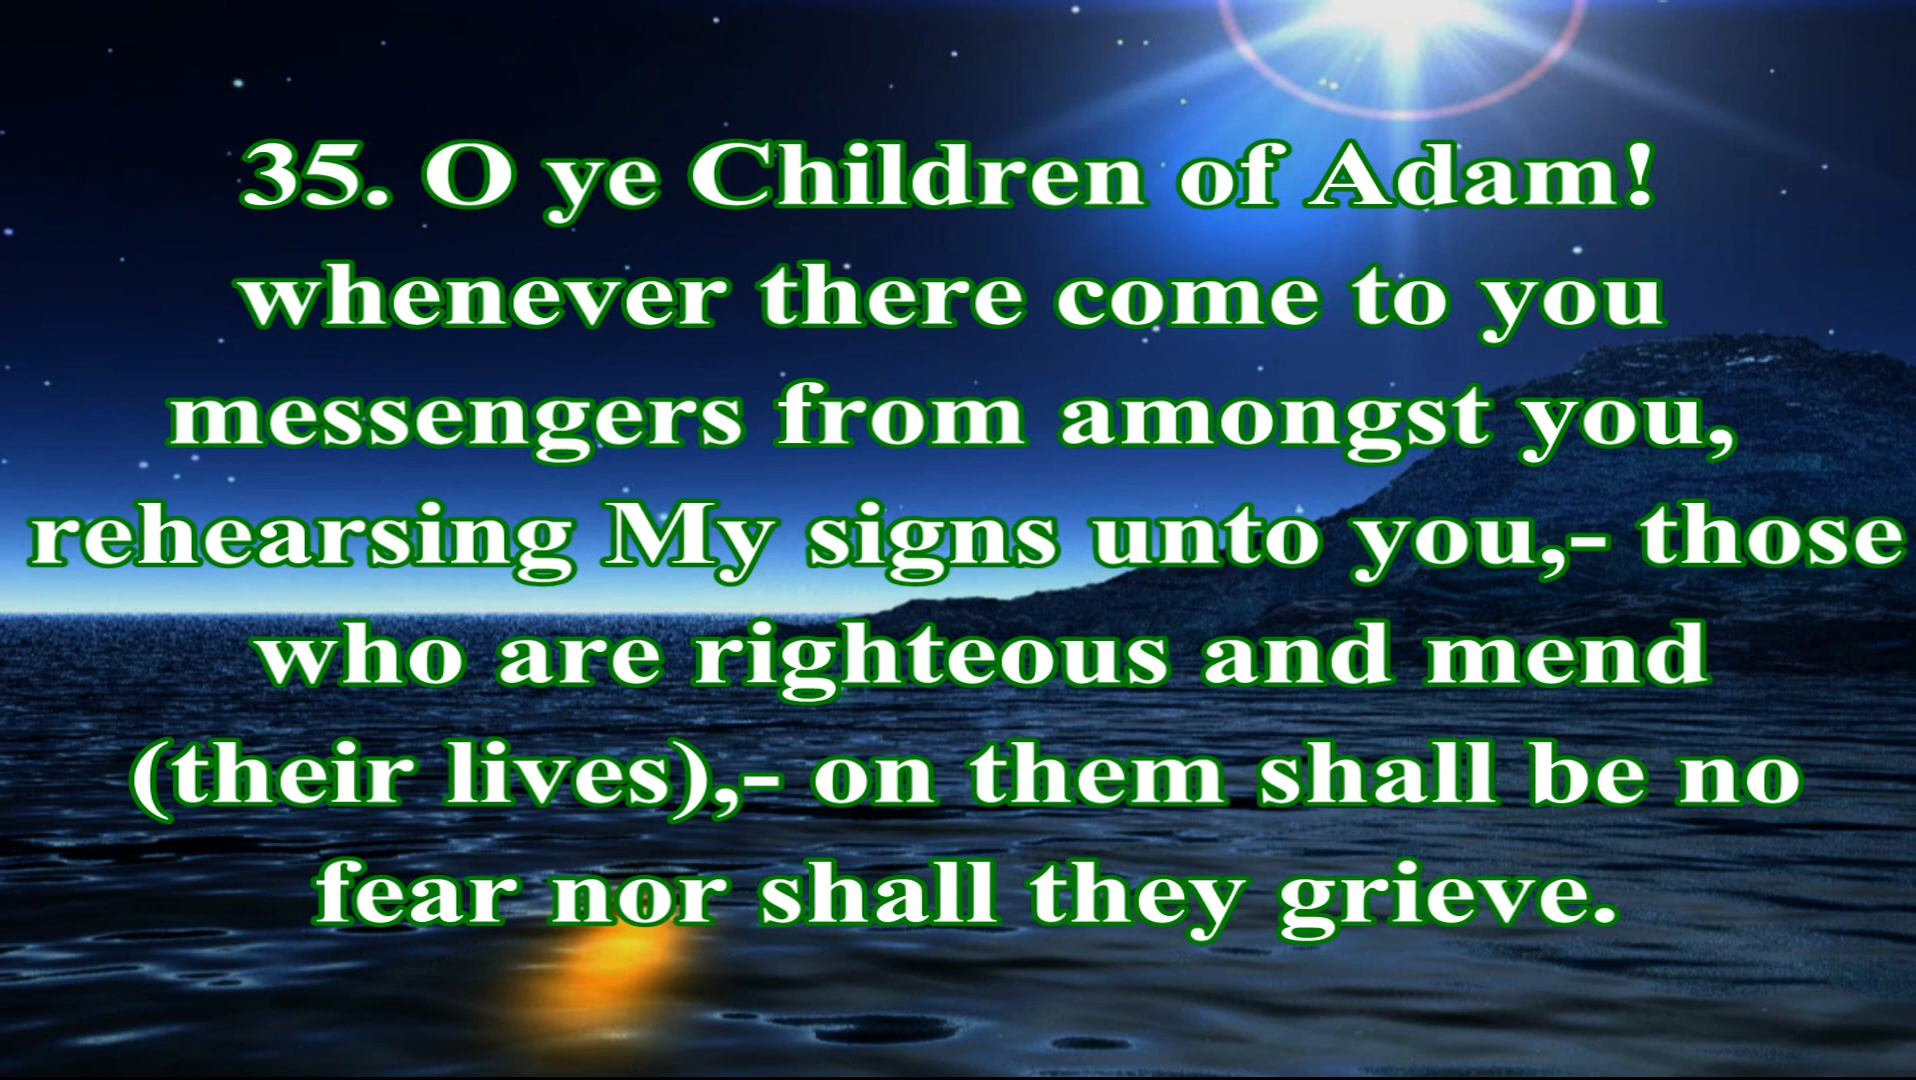 35. O ye Children of Adam!
whenever there come to you
messengers from amongst you,
rehearsing My signs unto you,- those
who are righteous and mend
(their lives),- on them shall be no
fear nor shall they grieve.